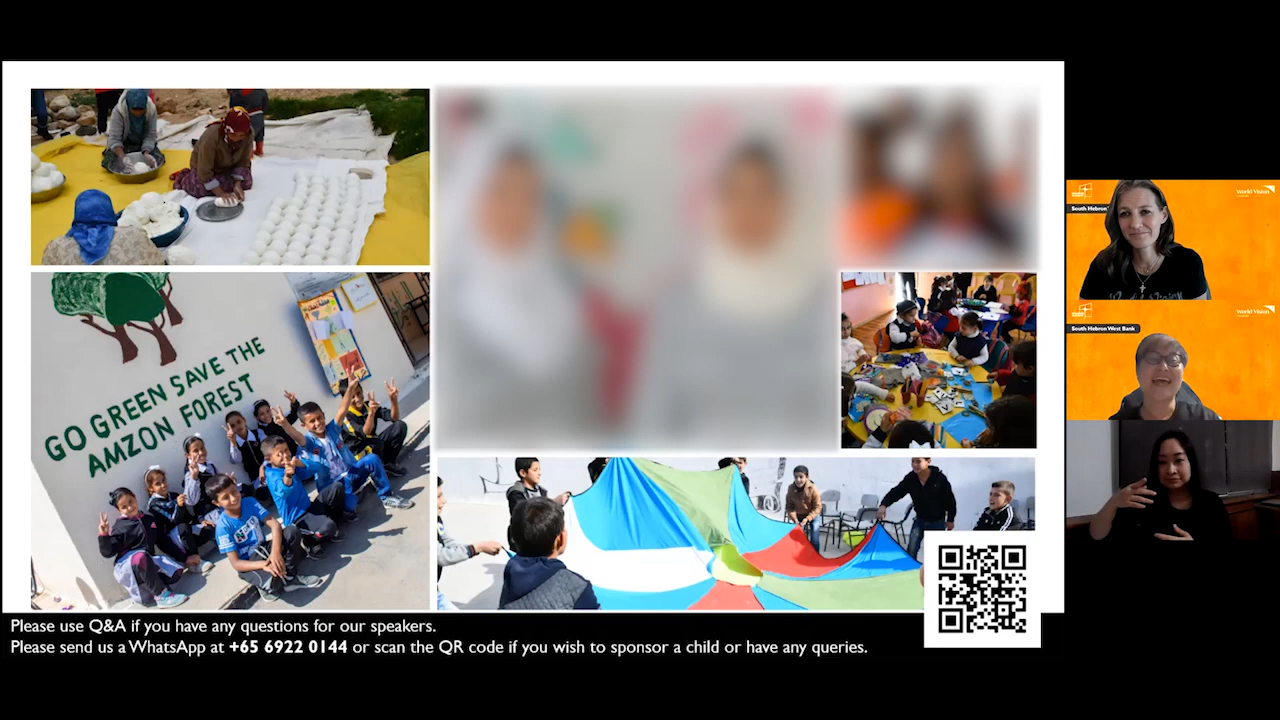 GO GREEN SAVE THE
AMZON FOREST
World Vision
South Hebron
World Vision
South Hebron West Bank
Please use Q&A if you have any questions for our speakers.
Please send us a WhatsApp at +65 6922 0144 or scan the QR code if you wish to sponsor a child or have any queries.